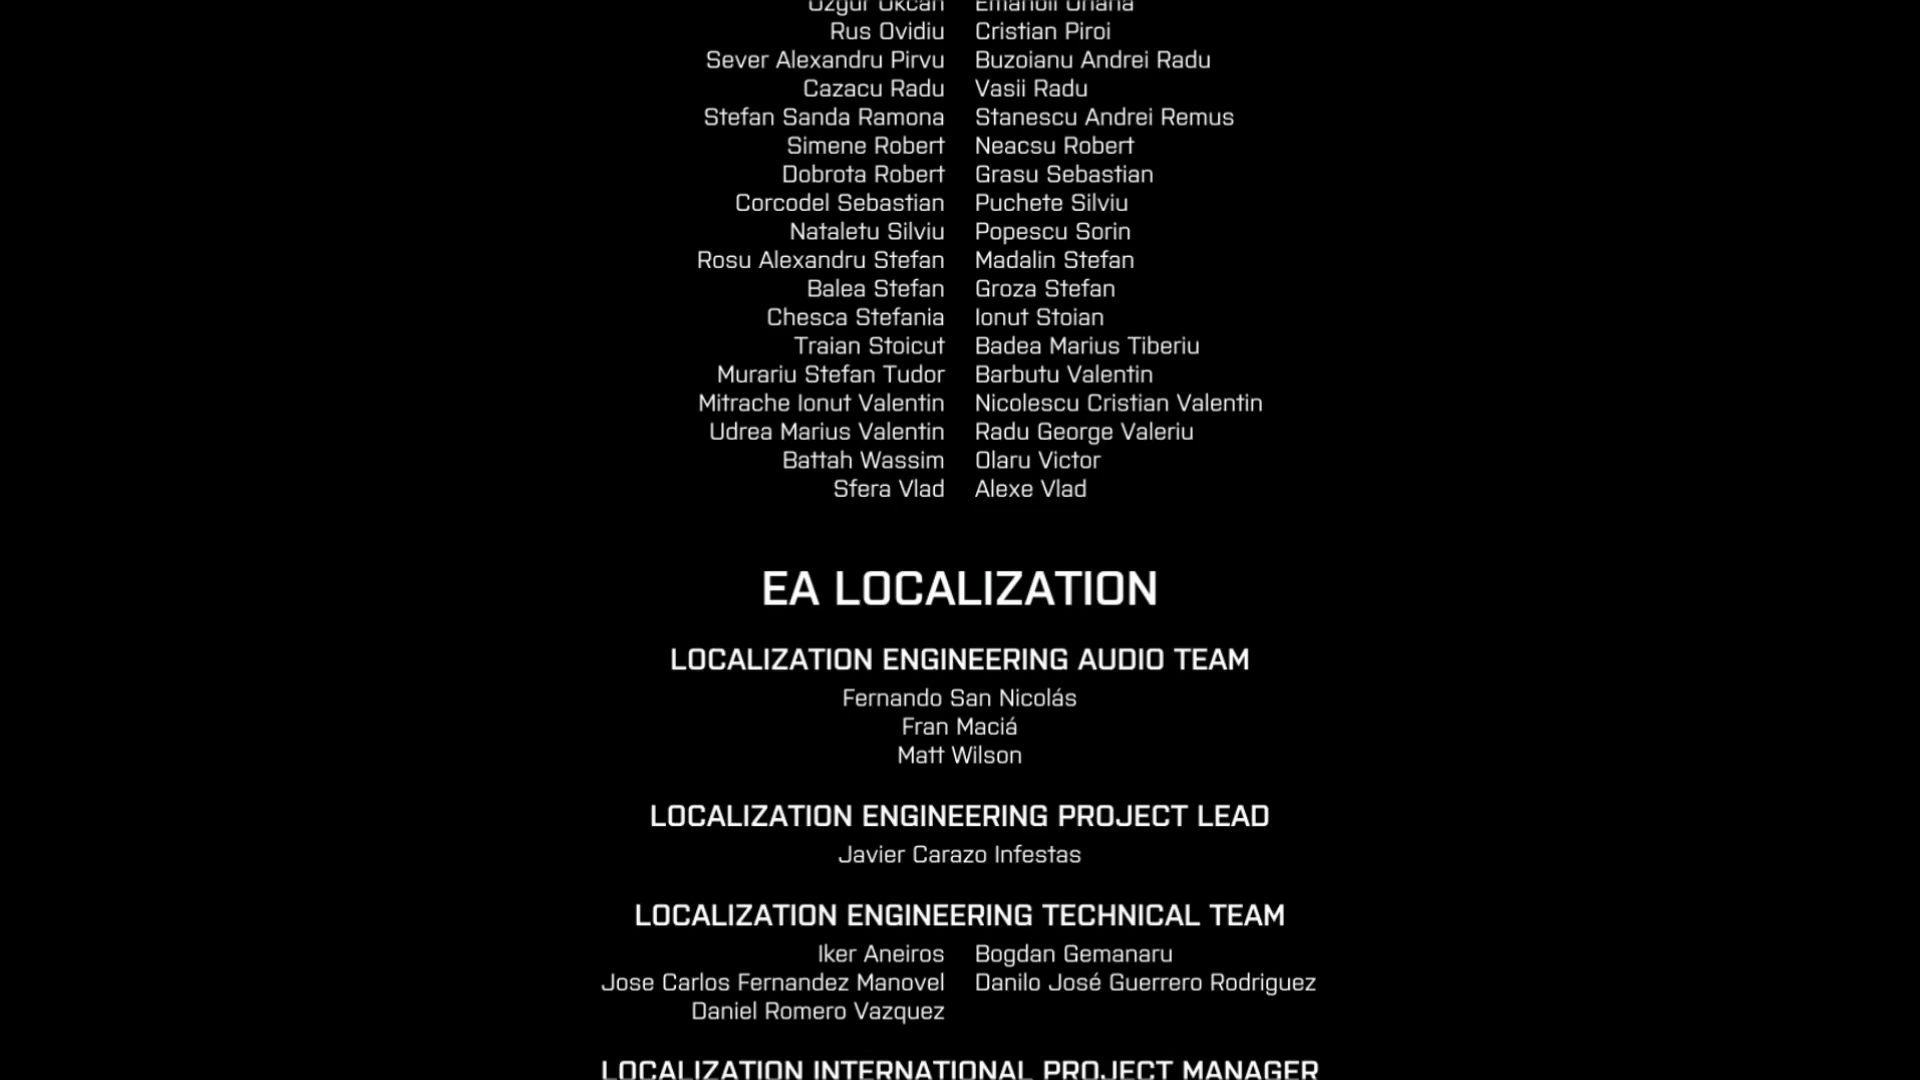 Ozgur Okcan Emanoil Oriana
Rus Ovidiu Cristian Piroi
Sever Alexandru Pirvu Buzoianu Andrei Radu
Cazacu Radu Vasii Radu
Stefan Sanda Ramona Stanescu Andrei Remus
Simene Robert Neacsu Robert
Dobrota Robert Grasu Sebastian
Corcodel Sebastian Puchete Silviu
Nataletu Silviu Popescu Sorin
Rosu Alexandru Stefan Madalin Stefan
Balea Stefan Groza Stefan
Chesca Stefania Ionut Stoian
Traian Stoicut Badea Marius Tiberiu
Murariu Stefan Tudor Barbutu Valentin
Mitrache Ionut Valentin Nicolescu Cristian Valentin
Udrea Marius Valentin Radu George Valeriu
Battah Wassim Olaru Victor
Sfera Vlad Alexe Vlad
EA LOCALIZATION
LOCALIZATION ENGINEERING AUDIO TEAM
Fernando San Nicolás
Fran Maciá
Matt Wilson
LOCALIZATION ENGINEERING PROJECT LEAD
Javier Carazo Infestas
LOCALIZATION ENGINEERING TECHNICAL TEAM
Iker Aneiros Bogdan Gemanaru
Jose Carlos Fernandez Manovel Danilo José Guerrero Rodriguez
Daniel Romero Vazquez
LOCALIZATION INTERNATIONAL PROJECT MANAGER